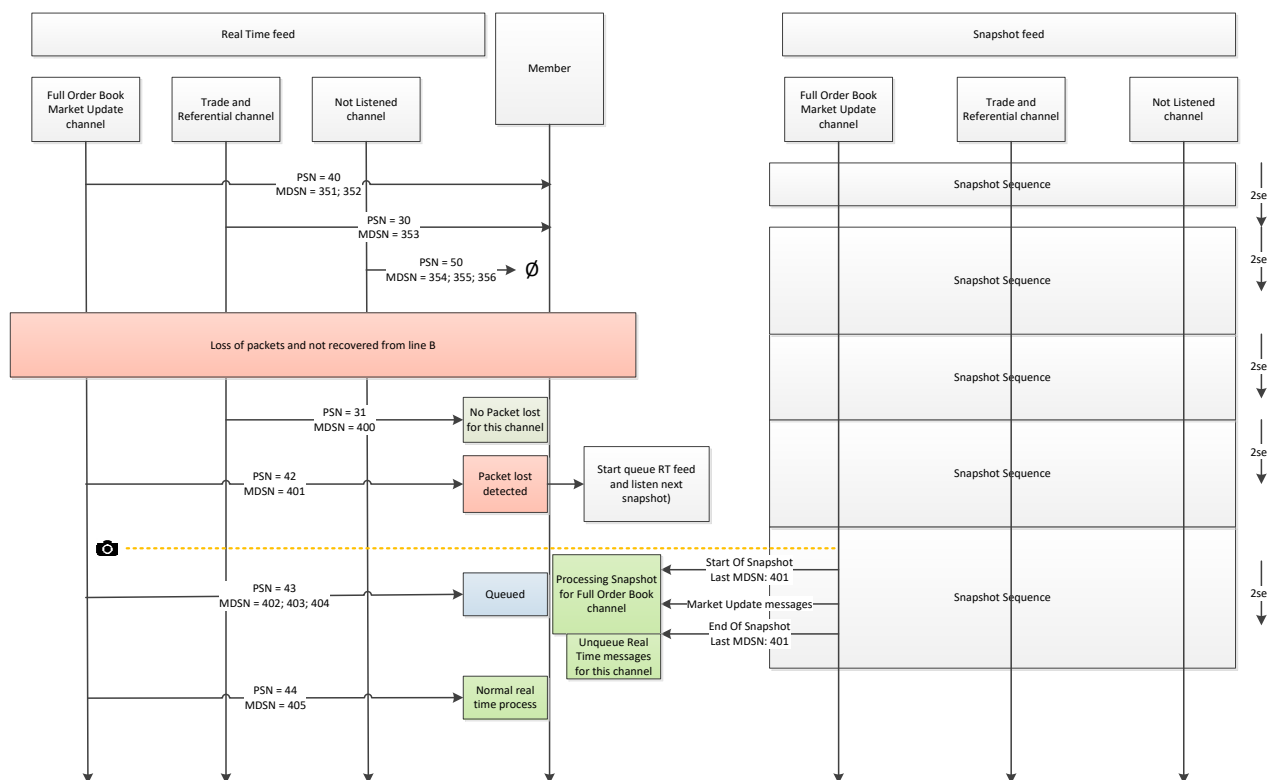 Real Time feed
Member
Snapshot feed
Full Order Book
Market Update
channel
Trade and
Referential channel
Not Listened
channel
Full Order Book
Market Update
channel
Trade and
Referential channel
Not Listened
channel
PSN = 40
MDSN = 351; 352
PSN = 30
MDSN = 353
PSN = 50
MDSN = 354; 355; 356
Ø
Snapshot Sequence
2se
Snapshot Sequence
2se
Loss of packets and not recovered from line B
Snapshot Sequence
2se
PSN = 31
MDSN = 400
No Packet lost
for this channel
PSN = 42
MDSN = 401
Packet lost
detected
Start queue RT feed
and listen next
snapshot)
Snapshot Sequence
2se
Start Of Snapshot
Last MDSN: 401
PSN = 43
MDSN = 402; 403; 404
Queued
Processing Snapshot
for Full Order Book
channel
Market Update messages
Snapshot Sequence
2se
End Of Snapshot
Last MDSN: 401
Unqueue Real
Time messages
for this channel
PSN = 44
MDSN = 405
Normal real
time process